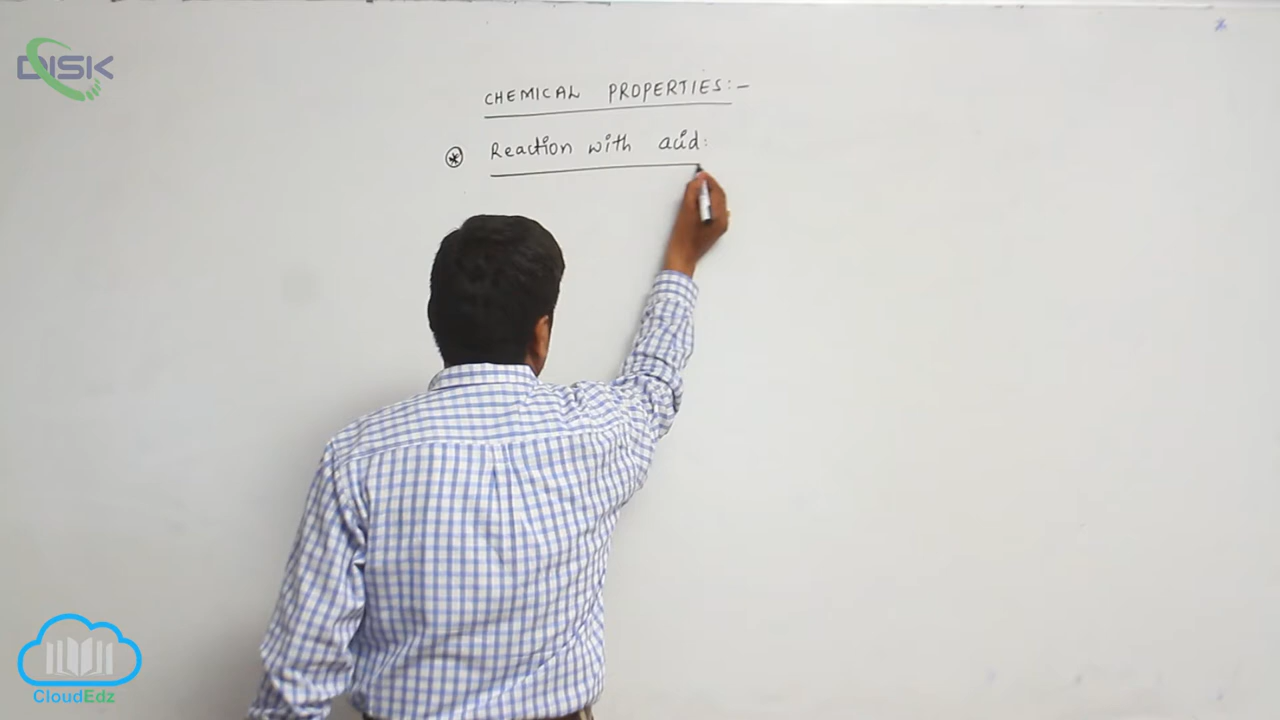 DISK
CHEMICAL PROPERTIES:-
* Reaction with acid:
CloudEdz